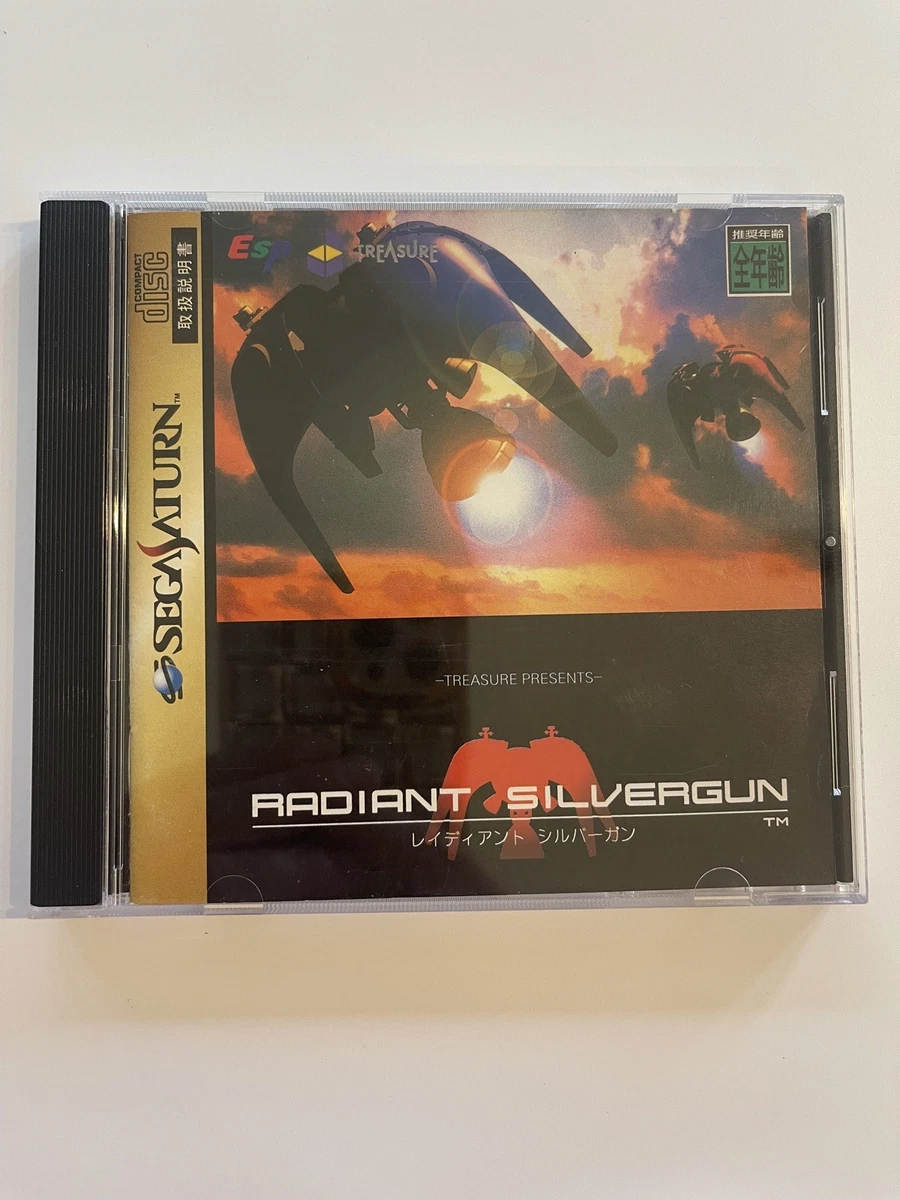 COMPACT
disc
取扱説明書
SEGA SATURN™
ESP
TREASURE
推奨年齢
全年齢
–TREASURE PRESENTS–
RADIANT SILVERGUN
TM
レイディアント シルバーガン